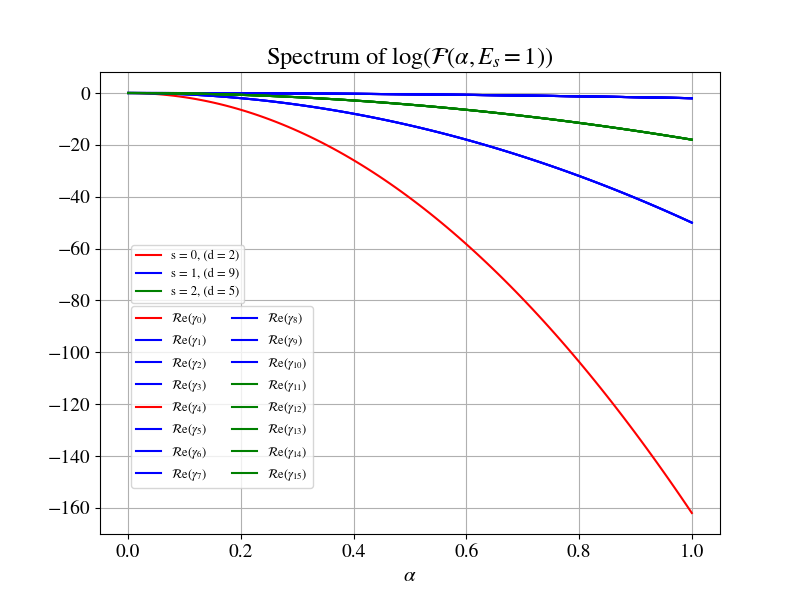 Spectrum of log(ℱ(α, Eₛ = 1))
0
−20
−40
−60
−80
−100
−120
−140
−160
s = 0, (d = 2)
s = 1, (d = 9)
s = 2, (d = 5)
ℛe(γ₀) ℛe(γ₈)
ℛe(γ₁) ℛe(γ₉)
ℛe(γ₂) ℛe(γ₁₀)
ℛe(γ₃) ℛe(γ₁₁)
ℛe(γ₄) ℛe(γ₁₂)
ℛe(γ₅) ℛe(γ₁₃)
ℛe(γ₆) ℛe(γ₁₄)
ℛe(γ₇) ℛe(γ₁₅)
0.0 0.2 0.4 0.6 0.8 1.0
α